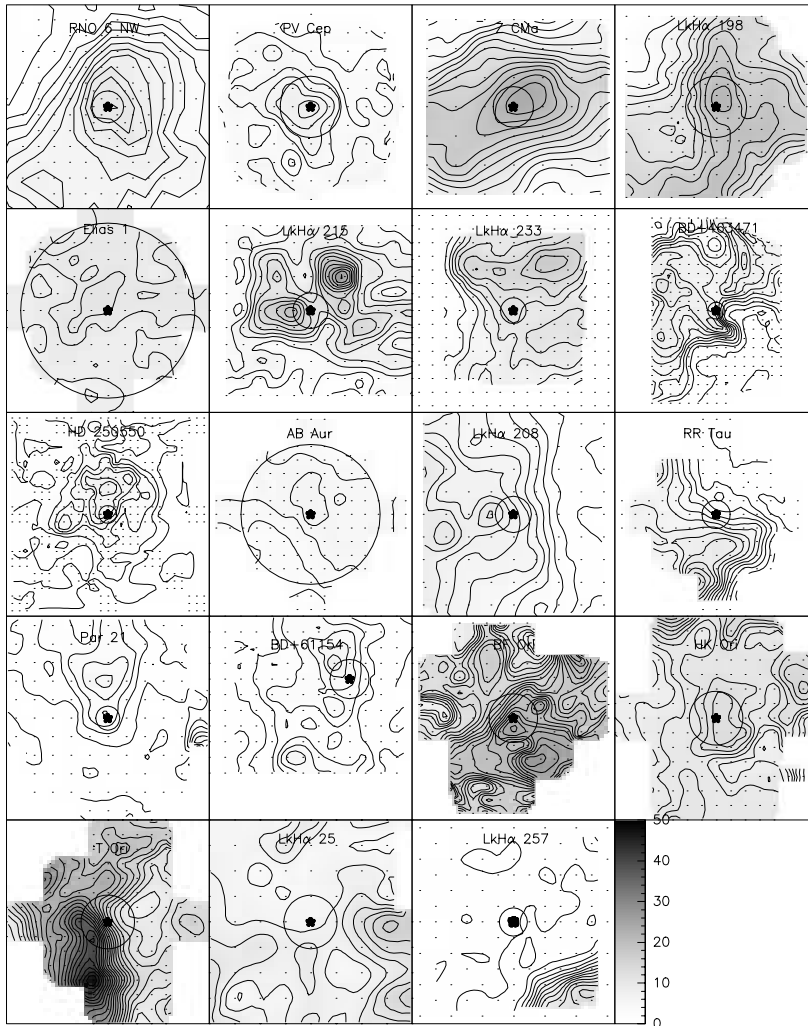 RNO 6 NW
PV Cep
Z CMa
LkHα 198
Elias 1
LkHα 215
LkHα 233
BD+463471
HD 250550
AB Aur
LkHα 208
RR Tau
Par 21
BD+61154
BF Ori
HK Ori
T Ori
LkHα 25
LkHα 257
50
40
30
20
10
0